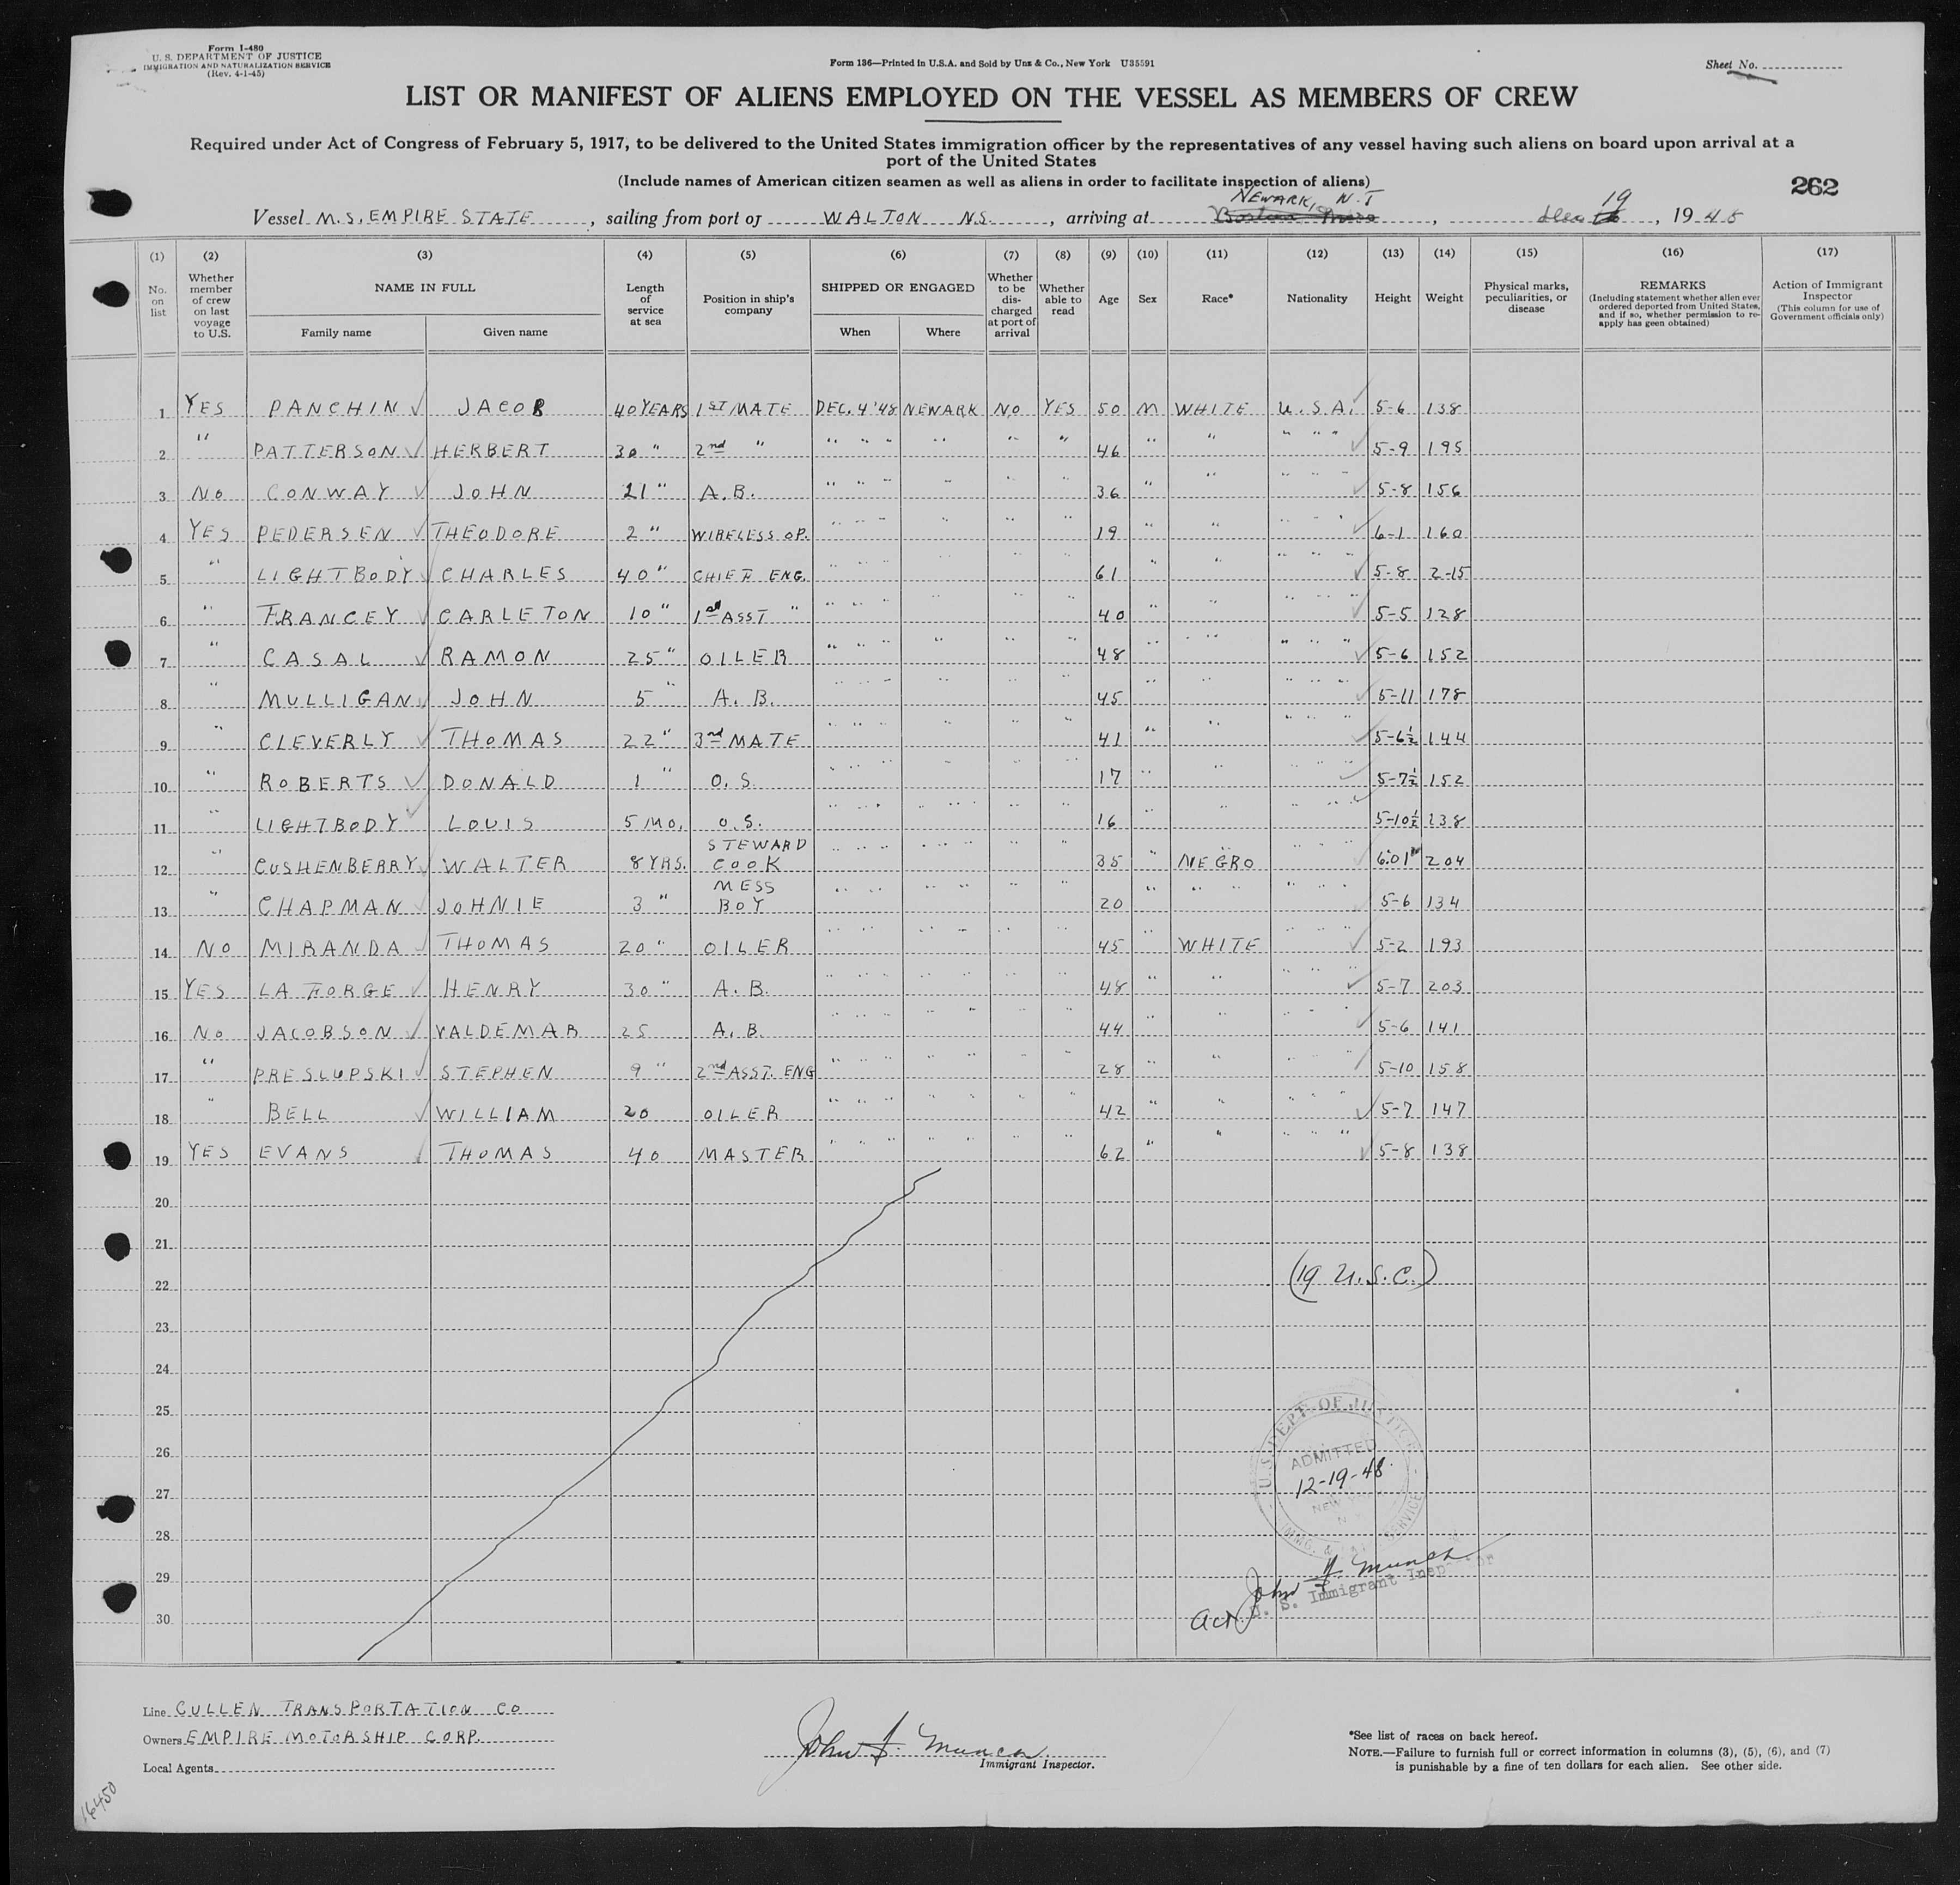 Form I-480
U. S. DEPARTMENT OF JUSTICE
IMMIGRATION AND NATURALIZATION SERVICE
(Rev. 4-1-45)
Form 136—Printed in U.S.A. and Sold by Unz & Co., New York U35591
Sheet No.
LIST OR MANIFEST OF ALIENS EMPLOYED ON THE VESSEL AS MEMBERS OF CREW
Required under Act of Congress of February 5, 1917, to be delivered to the United States immigration officer by the representatives of any vessel having such aliens on board upon arrival at a
port of the United States
(Include names of American citizen seamen as well as aliens in order to facilitate inspection of aliens)
262
NEWARK, N. J 19
Vessel M.S. EMPIRE STATE, sailing from port of WALTON N.S., arriving at, Dec, 1948
(1) (2) (3) (4) (5) (6) (7) (8) (9) (10) (11) (12) (13) (14) (15) (16) (17)
No. on list
Whether member of crew on last voyage to U.S.
NAME IN FULL
Family name Given name
Length of service at sea
Position in ship's company
SHIPPED OR ENGAGED
When Where
Whether to be dis-charged at port of arrival
Whether able to read
Age
Sex
Race*
Nationality
Height
Weight
Physical marks, peculiarities, or disease
REMARKS
(Including statement whether alien ever ordered deported from United States, and if so, whether permission to re-apply has geen obtained)
Action of Immigrant Inspector
(This column for use of Government officials only)
1 YES PANCHIN JACOB 40 YEARS 1ST MATE DEC. 4 '48 NEWARK NO YES 50 M WHITE U.S.A. 5-6 138
2 " PATTERSON HERBERT 30 " 2nd " " " " " " " 46 " " " " " 5-9 195
3 NO CONWAY JOHN 21 " A.B. " " " " " " 36 " " " " " 5-8 156
4 YES PEDERSEN THEODORE 2 " WIRELESS OP. " " " " " " 19 " " " " " 6-1 160
5 " LIGHTBODY CHARLES 40 " CHIEF ENG. " " " " " " 61 " " " " " 5-8 215
6 " FRANCEY CARLETON 10 " 1st ASST " " " " " " " 40 " " " " " 5-5 128
7 " CASAL RAMON 25 " OILER " " " " " " 48 " " " " " 5-6 152
8 " MULLIGAN JOHN 5 " A.B. " " " " " " 45 " " " " " 5-11 178
9 " CLEVERLY THOMAS 22 " 3rd MATE " " " " " " 41 " " " " " 5-6½ 144
10 " ROBERTS DONALD 1 " O.S. " " " " " " 17 " " " " " 5-7½ 152
11 " LIGHTBODY LOUIS 5 MO. O.S. " " " " " " 16 " " " " " 5-10½ 138
12 " CUSHENBERRY WALTER 8 YRS. STEWARD COOK " " " " " " 35 " NEGRO " " " 6'01" 204
13 " CHAPMAN JOHNIE 3 " MESS BOY " " " " " " 20 " " " " " 5-6 134
14 NO MIRANDA THOMAS 20 " OILER " " " " " " 45 " WHITE " " " 5-2 193
15 YES LA FORGE HENRY 30 " A.B. " " " " " " 48 " " " " " 5-7 203
16 NO JACOBSON VALDEMAR 25 A.B. " " " " " " 44 " " " " " 5-6 141
17 " PRESLUPSKI STEPHEN 9 " 2nd ASST. ENG " " " " " " 28 " " " " " 5-10 158
18 " BELL WILLIAM 20 OILER " " " " " " 42 " " " " " 5-7 147
19 YES EVANS THOMAS 40 MASTER " " " " " " 62 " " " " " 5-8 138
20
21
22 (19 U.S.C.)
23
24
25
26
27
28
29
30
U.S. DEPT. OF JUSTICE
ADMITTED
12-19-48
NEW YORK
N.Y.
SERVICE
John F. Munch
Act. U. S. Immigrant Inspector
Line CULLEN TRANSPORTATION CO
Owners EMPIRE MOTORSHIP CORP.
Local Agents
John F. Munch
Immigrant Inspector.
*See list of races on back hereof.
NOTE.—Failure to furnish full or correct information in columns (3), (5), (6), and (7)
is punishable by a fine of ten dollars for each alien. See other side.
16450